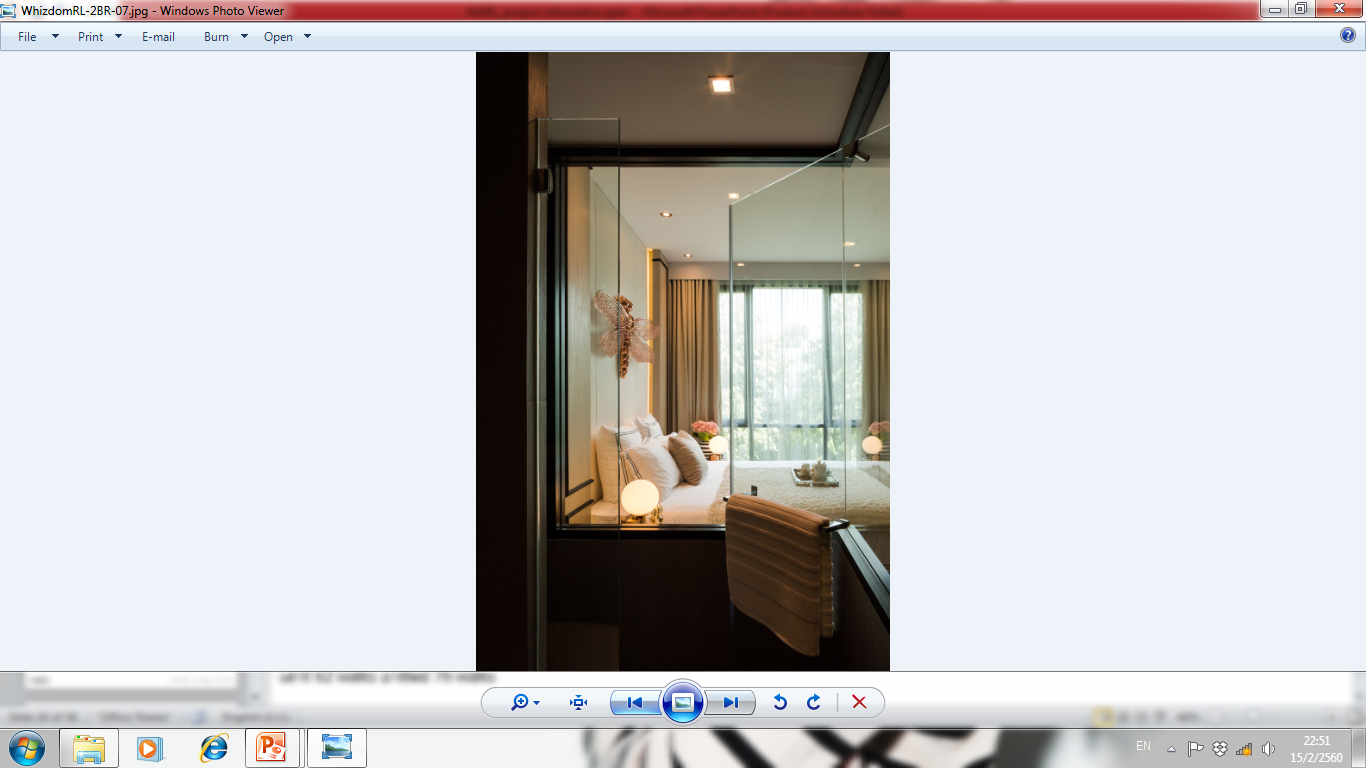 WhizdomRL-2BR-07.jpg - Windows Photo Viewer
File Print E-mail Burn Open
EN
22:51
15/2/2560